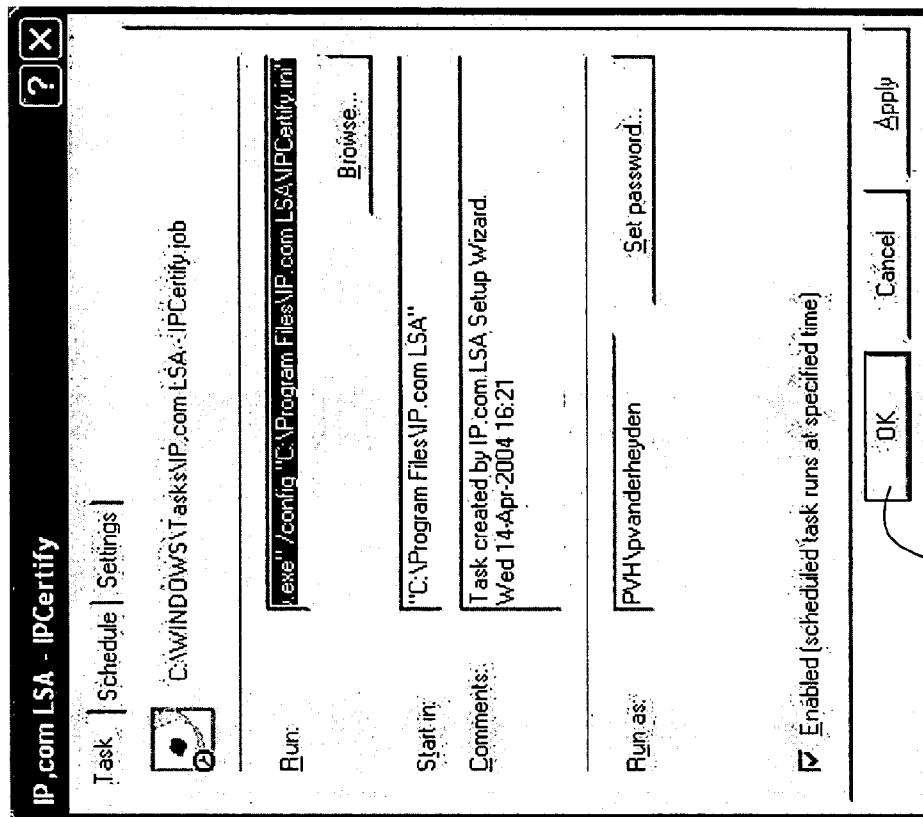 IP,com LSA - IPCertify
Task Schedule Settings
C:\WINDOWS\Tasks\IP,com LSA - IPCertify.job
Run: .exe" /config "C:\Program Files\IP.com LSA\IPCertify.ini"
Browse...
Start in: "C:\Program Files\IP.com LSA"
Comments: Task created by IP.com LSA Setup Wizard.
Wed 14-Apr-2004 16:21
Run as: PVH\pvanderheyden Set password...
Enabled (scheduled task runs at specified time)
OK Cancel Apply